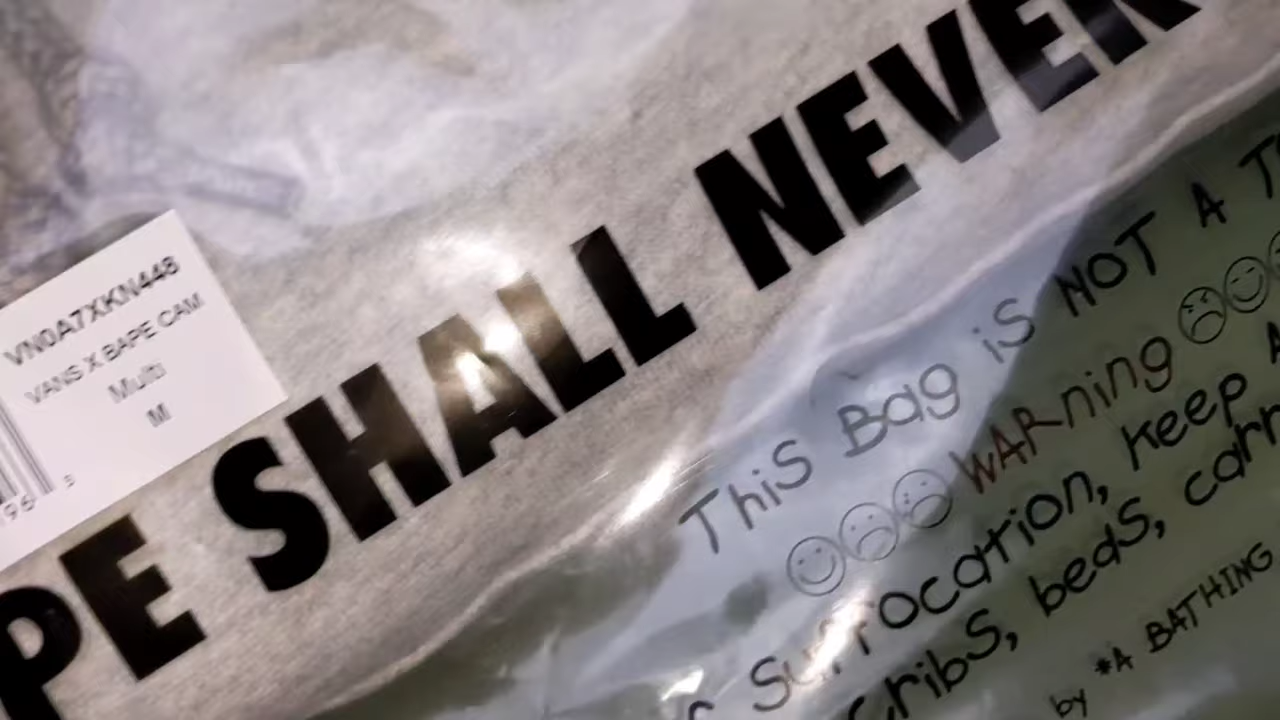 VN0A7XKN448
VANS X BAPE CAM
Multi
M
PE SHALL NEVER
ThiS Bag iS NOT A
WARning
suffocation, keep
cribS, bedS, carr
by *A BATHING